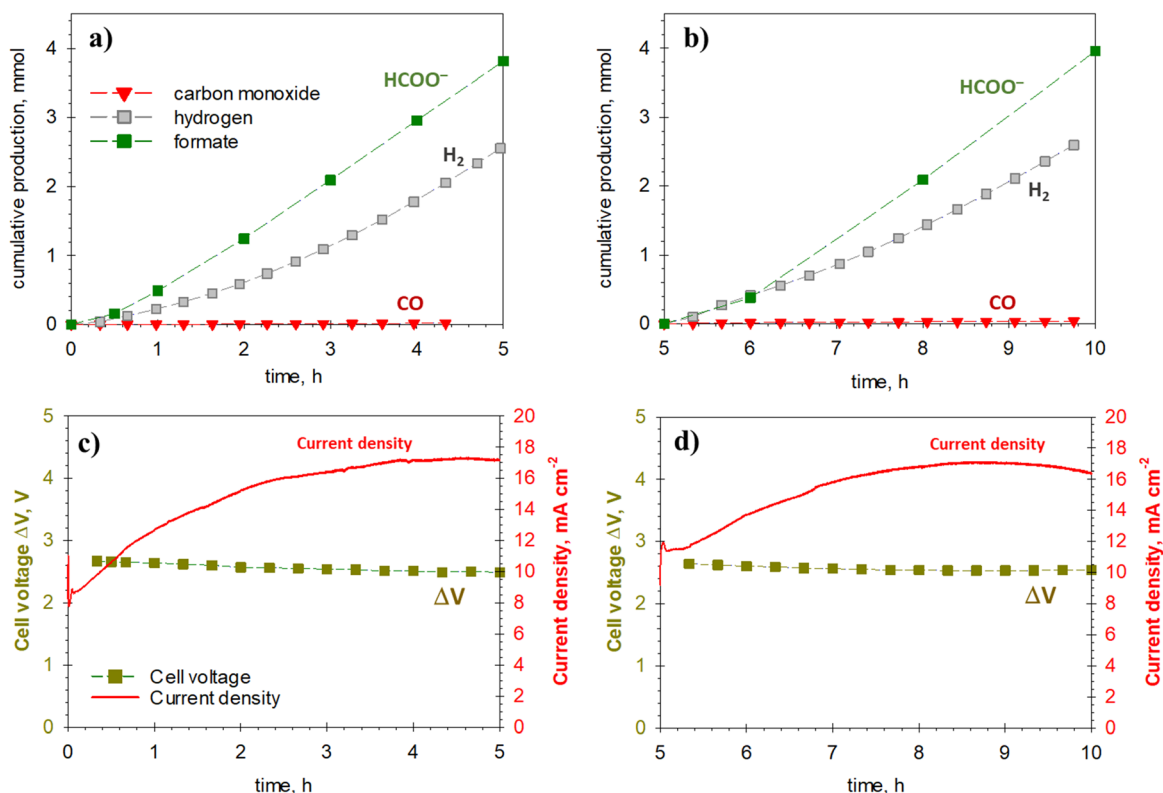 a)
cumulative production, mmol
4
3
2
1
0
0 1 2 3 4 5
time, h
carbon monoxide
hydrogen
formate
HCOO⁻
H₂
CO
b)
cumulative production, mmol
4
3
2
1
0
5 6 7 8 9 10
time, h
HCOO⁻
H₂
CO
c)
Cell voltage ΔV, V
5
4
3
2
1
0
Current density
ΔV
Cell voltage
Current density
20
18
16
14
12
10
8
6
4
2
0
Current density, mA cm⁻²
0 1 2 3 4 5
time, h
d)
Cell voltage ΔV, V
5
4
3
2
1
0
Current density
ΔV
20
18
16
14
12
10
8
6
4
2
0
Current density, mA cm⁻²
5 6 7 8 9 10
time, h